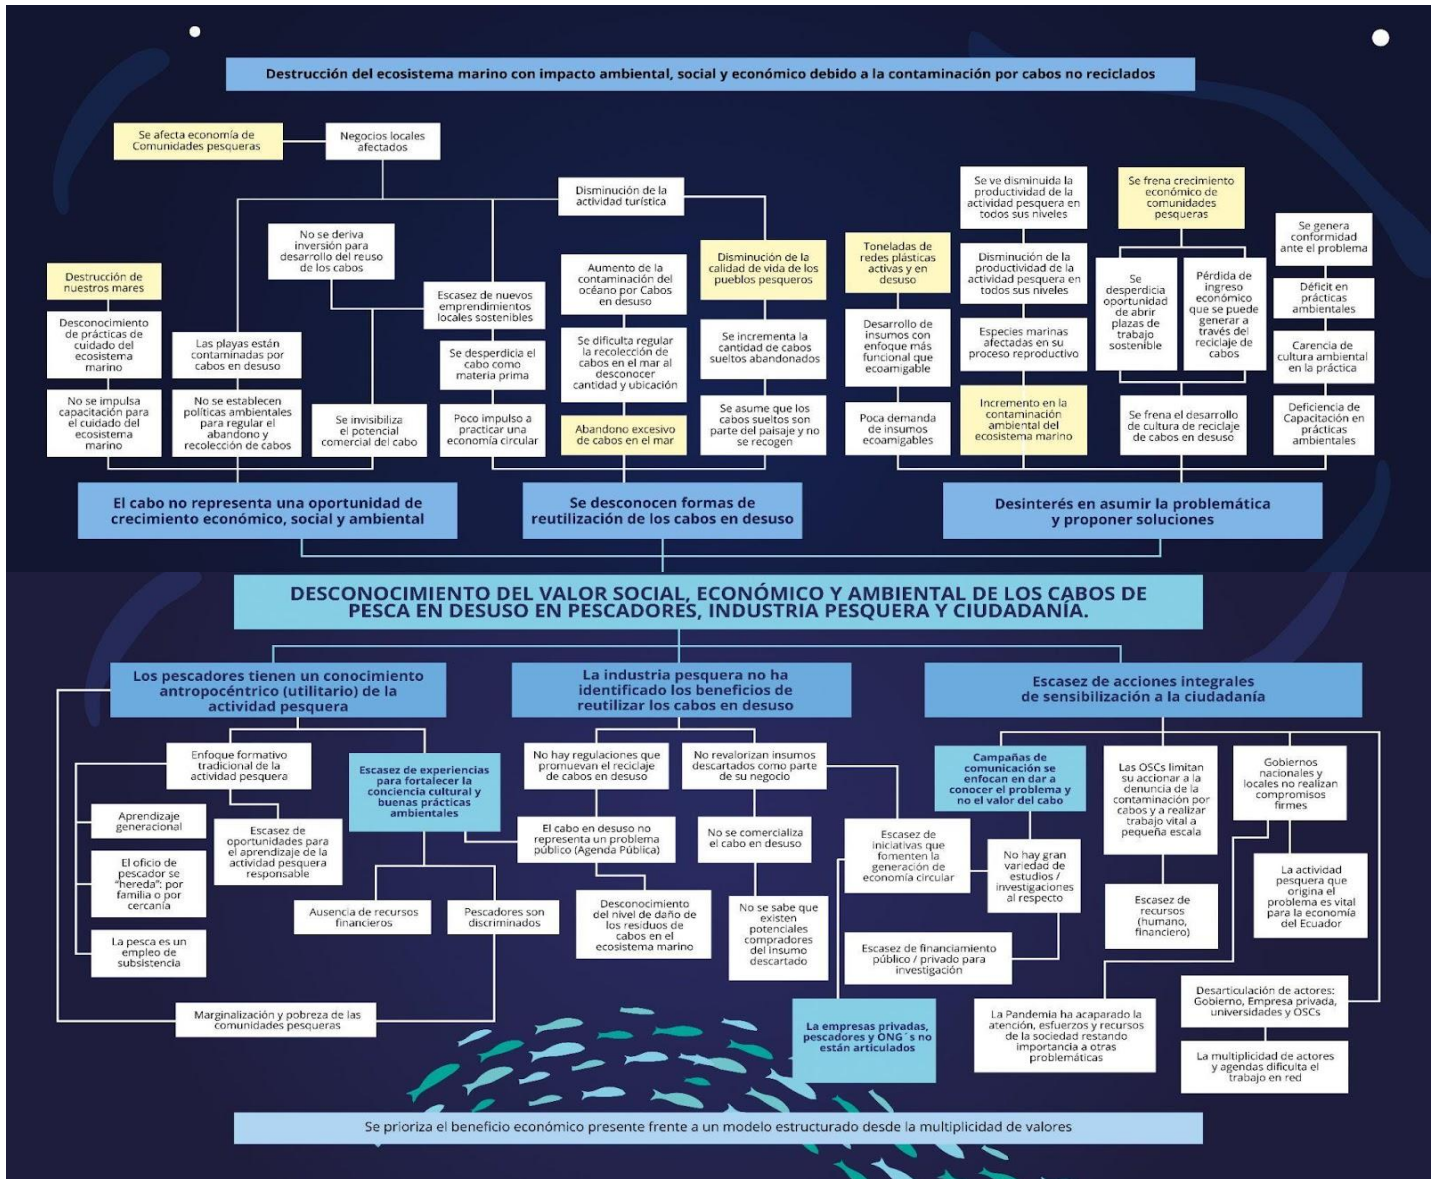 Destrucción del ecosistema marino con impacto ambiental, social y económico debido a la contaminación por cabos no reciclados
Se afecta economía de
Comunidades pesqueras
Negocios locales
afectados
Disminución de la
actividad turística
No se deriva
inversión para
desarrollo del reuso
de los cabos
Destrucción de
nuestros mares
Desconocimiento
de prácticas de
cuidado del
ecosistema
marino
No se impulsa
capacitación para
el cuidado del
ecosistema
marino
Las playas están
contaminadas por
cabos en desuso
No se establecen
políticas ambientales
para regular el
abandono y
recolección de cabos
Se invisibiliza
el potencial
comercial del cabo
Escasez de nuevos
emprendimientos
locales sostenibles
Se desperdicia el
cabo como
materia prima
Poco impulso a
practicar una
economía circular
Aumento de la
contaminación del
océano por Cabos
en desuso
Se dificulta regular
la recolección de
cabos en el mar al
desconocer
cantidad y ubicación
Abandono excesivo
de cabos en el mar
Disminución de la
calidad de vida de los
pueblos pesqueros
Se incrementa la
cantidad de cabos
sueltos abandonados
Se asume que los
cabos sueltos son
parte del paisaje y no
se recogen
Toneladas de
redes plásticas
activas y en
desuso
Desarrollo de
insumos con
enfoque más
funcional que
ecoamigable
Poca demanda
de insumos
ecoamigables
Se ve disminuida la
productividad de la
actividad pesquera en
todos sus niveles
Disminución de la
productividad de la
actividad pesquera en
todos sus niveles
Especies marinas
afectadas en su
proceso reproductivo
Incremento en la
contaminación
ambiental del
ecosistema marino
Se frena crecimiento
económico de
comunidades
pesqueras
Se
desperdicia
oportunidad
de abrir
plazas de
trabajo
sostenible
Pérdida de
ingreso
económico
que se puede
generar a
través del
reciclaje de
cabos
Se frena el desarrollo
de cultura de reciclaje
de cabos en desuso
Se genera
conformidad
ante el problema
Déficit en
prácticas
ambientales
Carencia de
cultura ambiental
en la práctica
Deficiencia de
Capacitación en
prácticas
ambientales
El cabo no representa una oportunidad de
crecimiento económico, social y ambiental
Se desconocen formas de
reutilización de los cabos en desuso
Desinterés en asumir la problemática
y proponer soluciones
DESCONOCIMIENTO DEL VALOR SOCIAL, ECONÓMICO Y AMBIENTAL DE LOS CABOS DE
PESCA EN DESUSO EN PESCADORES, INDUSTRIA PESQUERA Y CIUDADANÍA.
Los pescadores tienen un conocimiento
antropocéntrico (utilitario) de la
actividad pesquera
La industria pesquera no ha
identificado los beneficios de
reutilizar los cabos en desuso
Escasez de acciones integrales
de sensibilización a la ciudadanía
Enfoque formativo
tradicional de la
actividad pesquera
Aprendizaje
generacional
El oficio de
pescador se
“hereda”: por
familia o por
cercanía
La pesca es un
empleo de
subsistencia
Escasez de
oportunidades para
el aprendizaje de la
actividad pesquera
responsable
Escasez de experiencias
para fortalecer la
conciencia cultural y
buenas prácticas
ambientales
Ausencia de recursos
financieros
Pescadores son
discriminados
Marginalización y pobreza de las
comunidades pesqueras
No hay regulaciones que
promuevan el reciclaje
de cabos en desuso
El cabo en desuso no
representa un problema
público (Agenda Pública)
Desconocimiento
del nivel de daño de
los residuos de
cabos en el
ecosistema marino
No revalorizan insumos
descartados como parte
de su negocio
No se comercializa
el cabo en desuso
No se sabe que
existen
potenciales
compradores
del insumo
descartado
Escasez de
iniciativas que
fomenten la
generación de
economía circular
Campañas de
comunicación se
enfocan en dar a
conocer el problema y
no el valor del cabo
No hay gran
variedad de
estudios /
investigaciones
al respecto
Escasez de financiamiento
público / privado para
investigación
La empresas privadas,
pescadores y ONG´s no
están articulados
Las OSCs limitan
su accionar a la
denuncia de la
contaminación por
cabos y a realizar
trabajo vital a
pequeña escala
Escasez de
recursos
(humano,
financiero)
Gobiernos
nacionales y
locales no realizan
compromisos
firmes
La actividad
pesquera que
origina el
problema es vital
para la economía
del Ecuador
La Pandemia ha acaparado la
atención, esfuerzos y recursos
de la sociedad restando
importancia a otras
problemáticas
Desarticulación de actores:
Gobierno, Empresa privada,
universidades y OSCs
La multiplicidad de actores
y agendas dificulta el
trabajo en red
Se prioriza el beneficio económico presente frente a un modelo estructurado desde la multiplicidad de valores